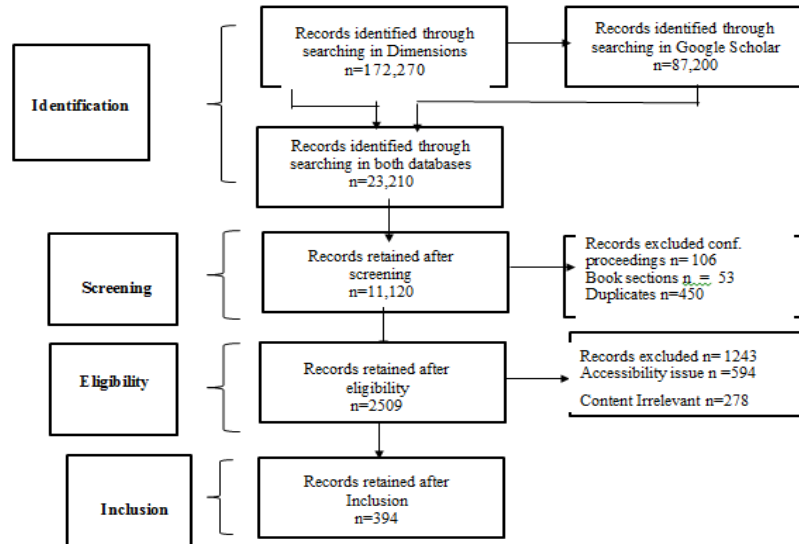 Records identified through
searching in Dimensions
n=172,270
Records identified through
searching in Google Scholar
n=87,200
Identification
Records identified through
searching in both databases
n=23,210
Screening
Records retained after
screening
n=11,120
Records excluded conf.
proceedings n= 106
Book sections n = 53
Duplicates n=450
Eligibility
Records retained after
eligibility
n=2509
Records excluded n= 1243
Accessibility issue n =594
Content Irrelevant n=278
Inclusion
Records retained after
Inclusion
n=394